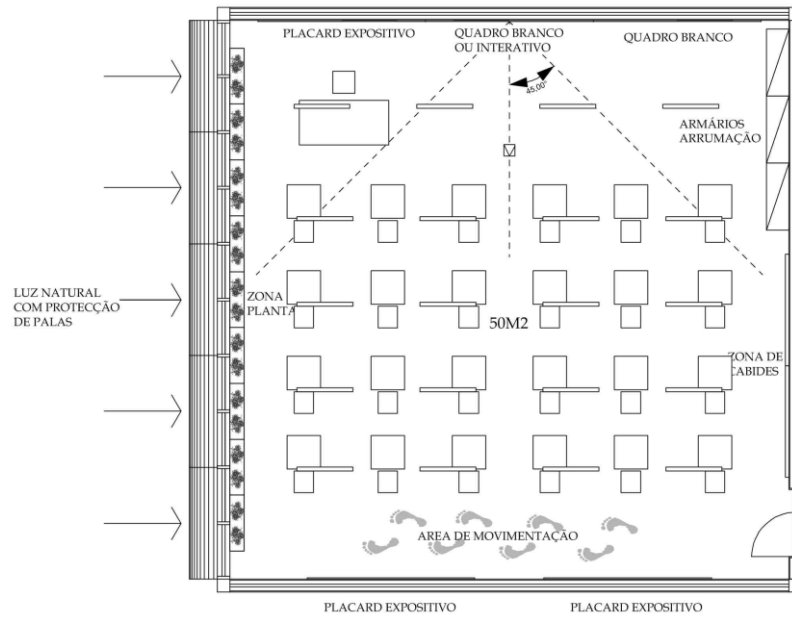 PLACARD EXPOSITIVO
QUADRO BRANCO
OU INTERATIVO
QUADRO BRANCO
45.00°
ARMÁRIOS
ARRUMAÇÃO
LUZ NATURAL
COM PROTECÇÃO
DE PALAS
ZONA
PLANTA
50M2
ZONA DE
CABIDES
AREA DE MOVIMENTAÇÃO
PLACARD EXPOSITIVO
PLACARD EXPOSITIVO